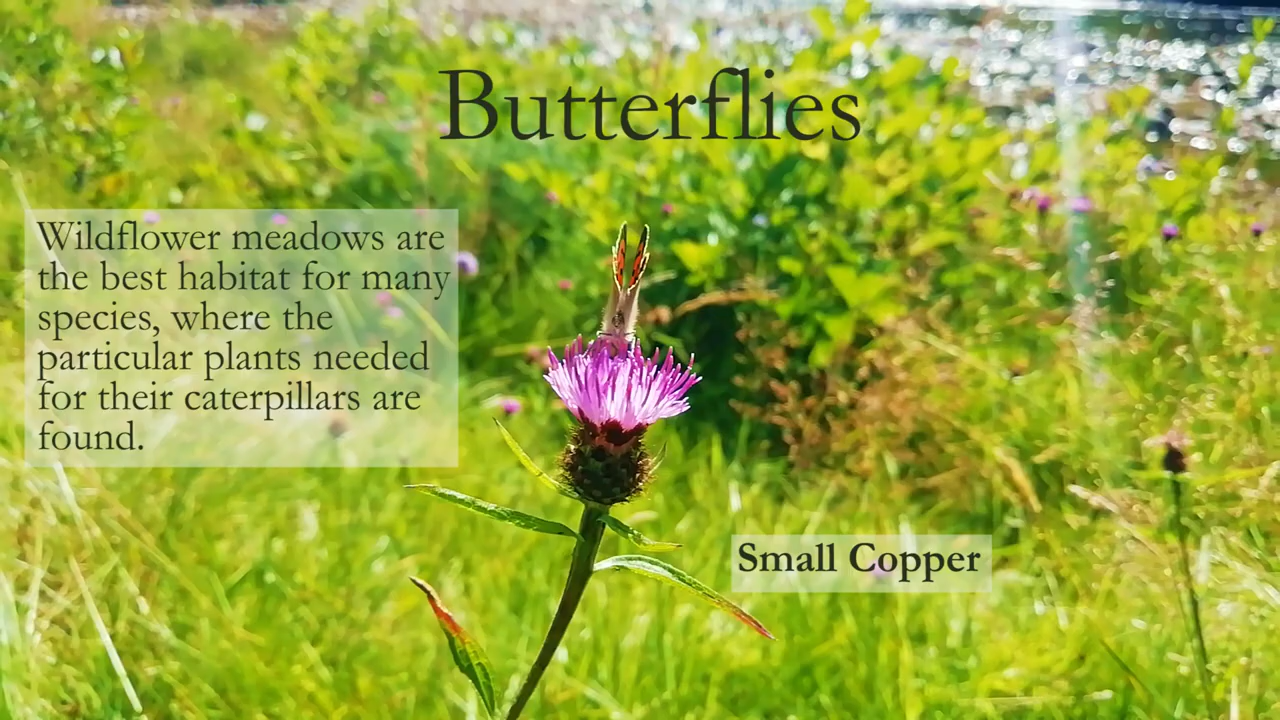 Butterflies
Wildflower meadows are
the best habitat for many
species, where the
particular plants needed
for their caterpillars are
found.
Small Copper